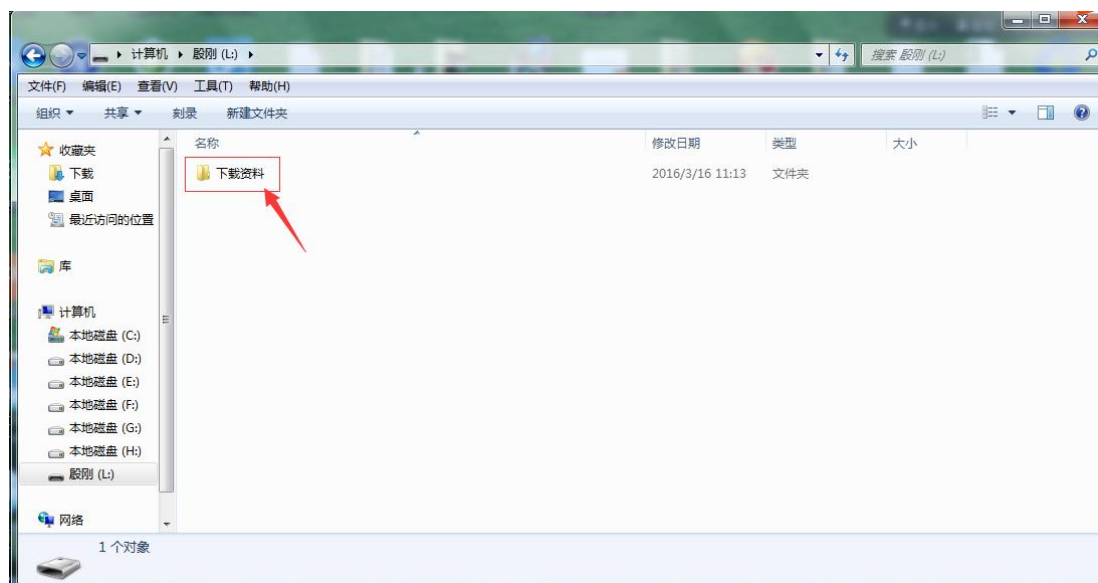 计算机 殷刚 (L:)
搜索 殷刚 (L:)
文件(F) 编辑(E) 查看(V) 工具(T) 帮助(H)
组织 共享 刻录 新建文件夹
名称 修改日期 类型 大小
下载资料 2016/3/16 11:13 文件夹
收藏夹
下载
桌面
最近访问的位置
库
计算机
本地磁盘 (C:)
本地磁盘 (D:)
本地磁盘 (E:)
本地磁盘 (F:)
本地磁盘 (G:)
本地磁盘 (H:)
殷刚 (L:)
网络
1 个对象